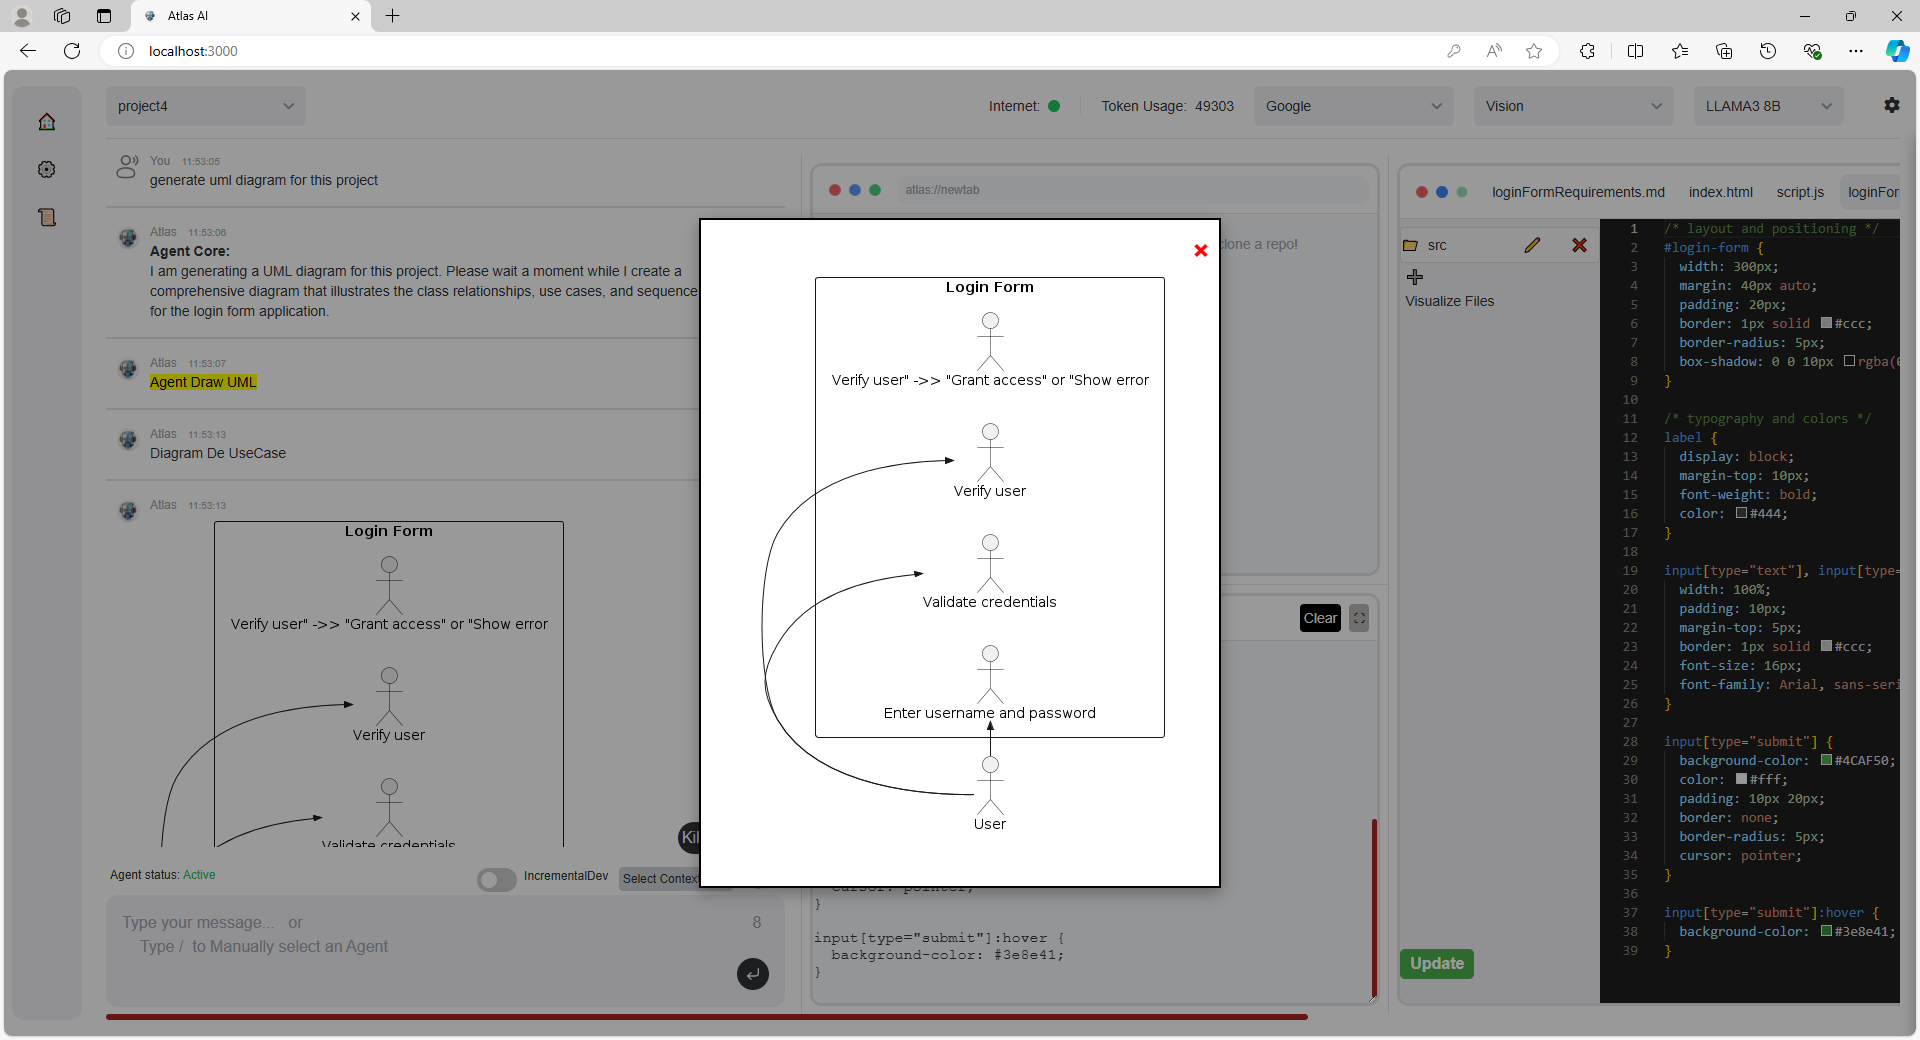 Atlas AI
localhost:3000
project4
Internet:
Token Usage: 49303
Google
Vision
LLAMA3 8B
You 11:53:05
generate uml diagram for this project
Atlas 11:53:06
Agent Core:
I am generating a UML diagram for this project. Please wait a moment while I create a
comprehensive diagram that illustrates the class relationships, use cases, and sequence
for the login form application.
Atlas 11:53:07
Agent Draw UML
Atlas 11:53:13
Diagram De UseCase
Atlas 11:53:13
Login Form
Verify user" ->> "Grant access" or "Show error
Verify user
Validate credentials
Kil
Agent status: Active
IncrementalDev
Select Context
Type your message... or
8
Type / to Manually select an Agent
atlas://newtab
clone a repo!
Login Form
Verify user" ->> "Grant access" or "Show error
Verify user
Validate credentials
Enter username and password
User
Clear
cursor: pointer;
}
input[type="submit"]:hover {
background-color: #3e8e41;
}
loginFormRequirements.md
index.html
script.js
loginFor
src
Visualize Files
Update
1 /* layout and positioning */
2 #login-form {
3 width: 300px;
4 margin: 40px auto;
5 padding: 20px;
6 border: 1px solid #ccc;
7 border-radius: 5px;
8 box-shadow: 0 0 10px rgba(0
9 }
10
11 /* typography and colors */
12 label {
13 display: block;
14 margin-top: 10px;
15 font-weight: bold;
16 color: #444;
17 }
18
19 input[type="text"], input[type=
20 width: 100%;
21 padding: 10px;
22 margin-top: 5px;
23 border: 1px solid #ccc;
24 font-size: 16px;
25 font-family: Arial, sans-seri
26 }
27
28 input[type="submit"] {
29 background-color: #4CAF50;
30 color: #fff;
31 padding: 10px 20px;
32 border: none;
33 border-radius: 5px;
34 cursor: pointer;
35 }
36
37 input[type="submit"]:hover {
38 background-color: #3e8e41;
39 }